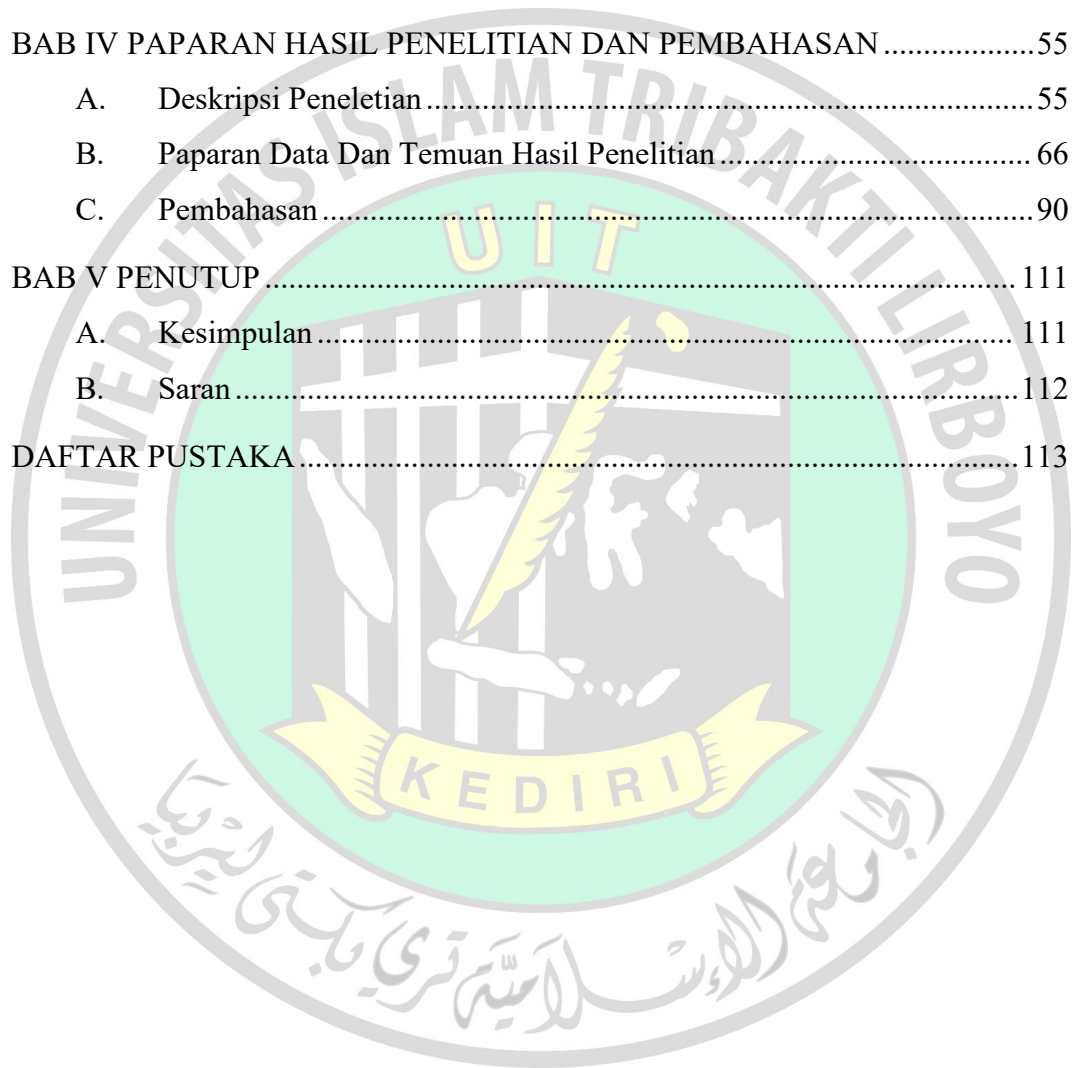 BAB IV PAPARAN HASIL PENELITIAN DAN PEMBAHASAN ................... 55
A. Deskripsi Peneletian ........................................ 55
B. Paparan Data Dan Temuan Hasil Penelitian ........................................ 66
C. Pembahasan ........................................ 90
BAB V PENUTUP ........................................ 111
A. Kesimpulan ........................................ 111
B. Saran ........................................ 112
DAFTAR PUSTAKA ........................................ 113
UNIVERSITAS ISLAM TRIBAKTI LIRBOYO
UIT
KEDIRI